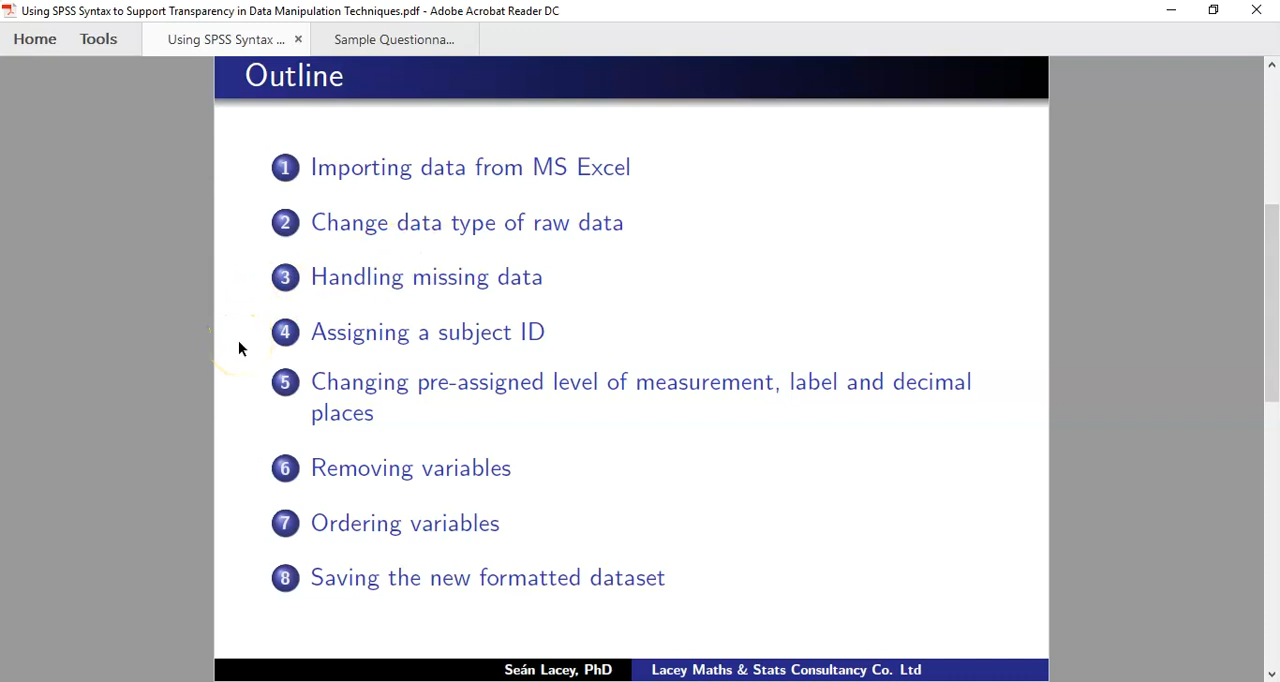 Using SPSS Syntax to Support Transparency in Data Manipulation Techniques.pdf - Adobe Acrobat Reader DC
Home Tools Using SPSS Syntax ... × Sample Questionna...
Outline
1 Importing data from MS Excel
2 Change data type of raw data
3 Handling missing data
4 Assigning a subject ID
5 Changing pre-assigned level of measurement, label and decimal
places
6 Removing variables
7 Ordering variables
8 Saving the new formatted dataset
Seán Lacey, PhD Lacey Maths & Stats Consultancy Co. Ltd